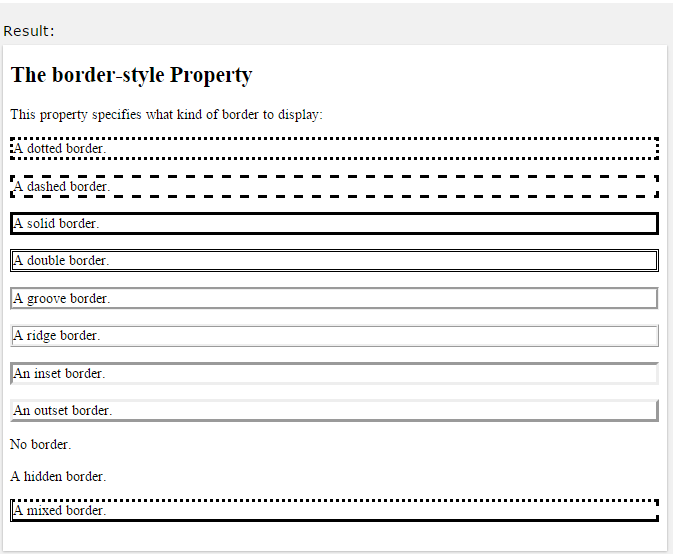 Result:
The border-style Property
This property specifies what kind of border to display:
A dotted border.
A dashed border.
A solid border.
A double border.
A groove border.
A ridge border.
An inset border.
An outset border.
No border.
A hidden border.
A mixed border.